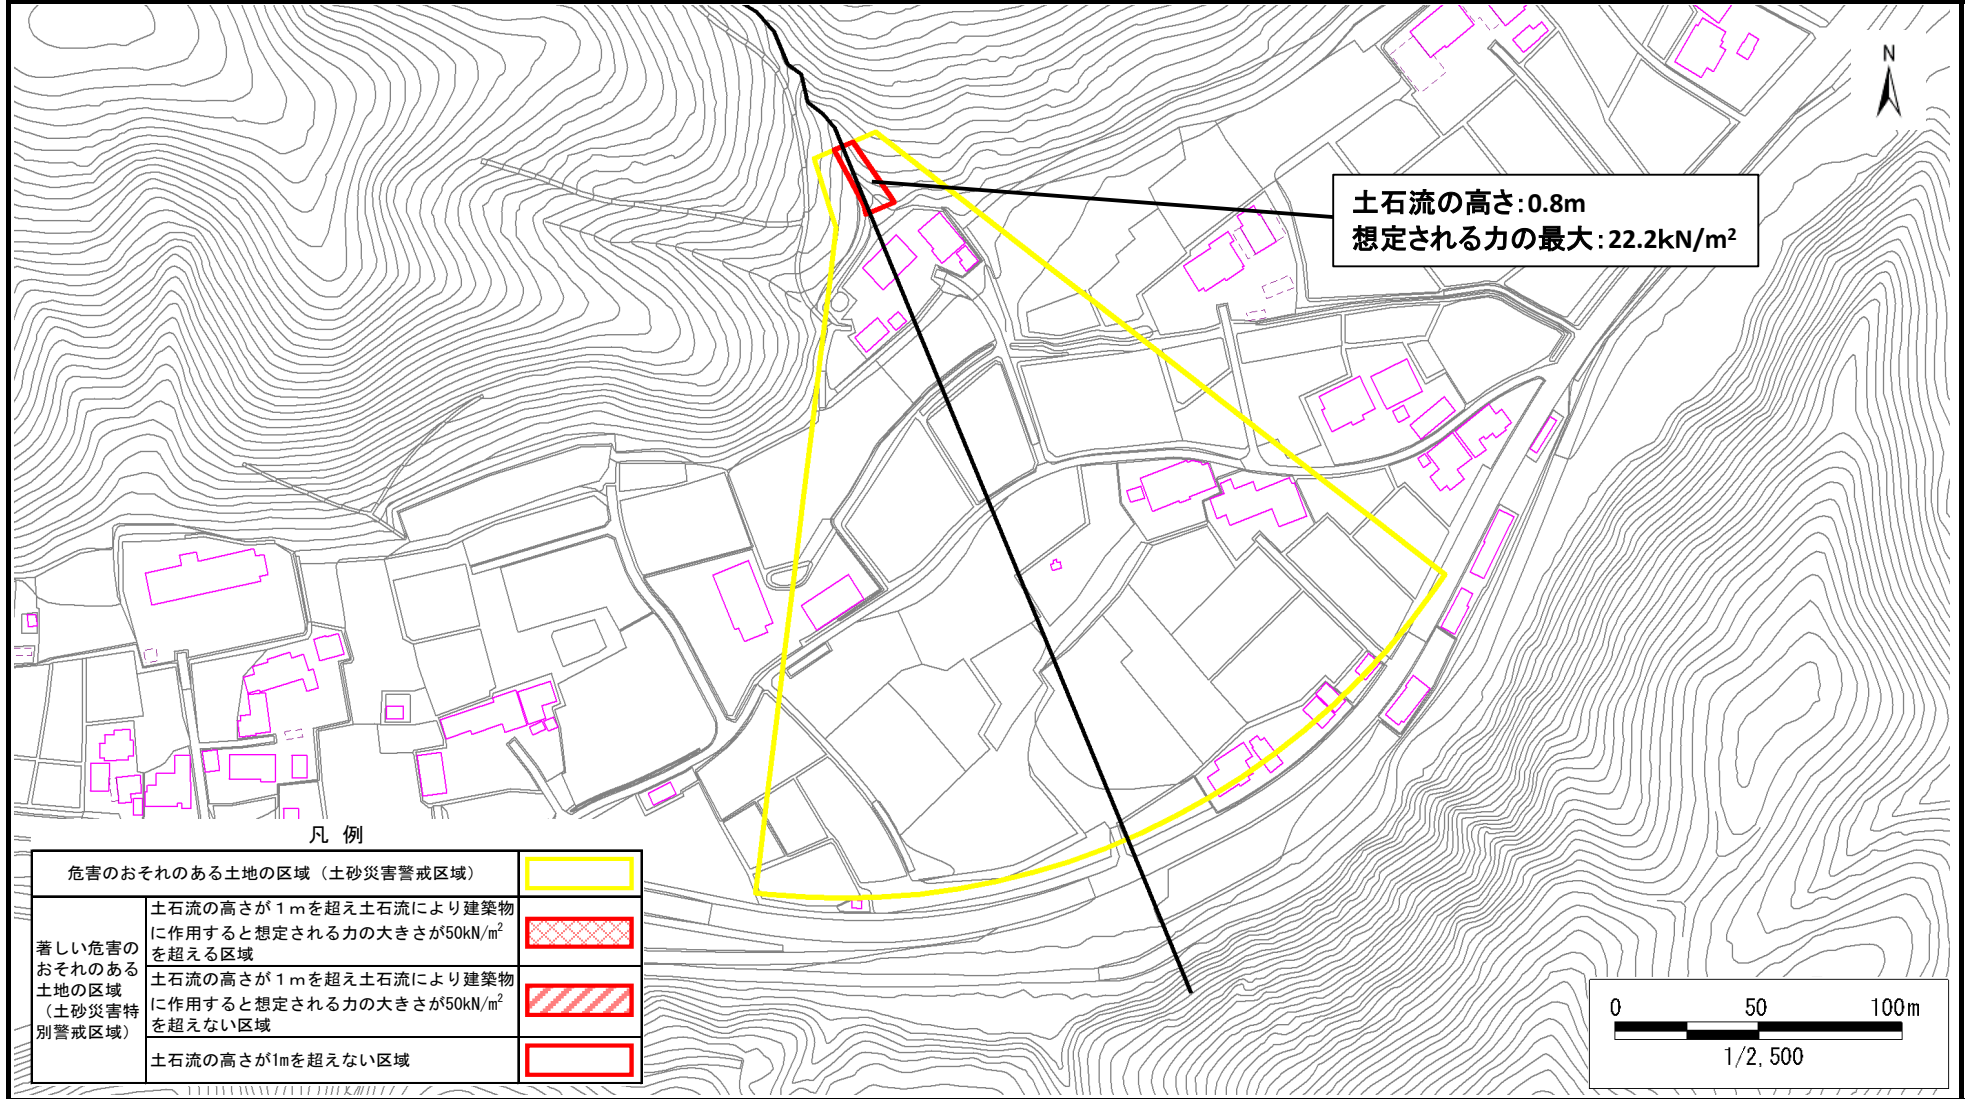 N
土石流の高さ:0.8m
想定される力の最大:22.2kN/m²
凡 例
危害のおそれのある土地の区域（土砂災害警戒区域）
著しい危害の
おそれのある
土地の区域
（土砂災害特
別警戒区域）
土石流の高さが１ｍを超え土石流により建築物
に作用すると想定される力の大きさが50kN/m²
を超える区域
土石流の高さが１ｍを超え土石流により建築物
に作用すると想定される力の大きさが50kN/m²
を超えない区域
土石流の高さが1mを超えない区域
0 50 100m
1/2,500